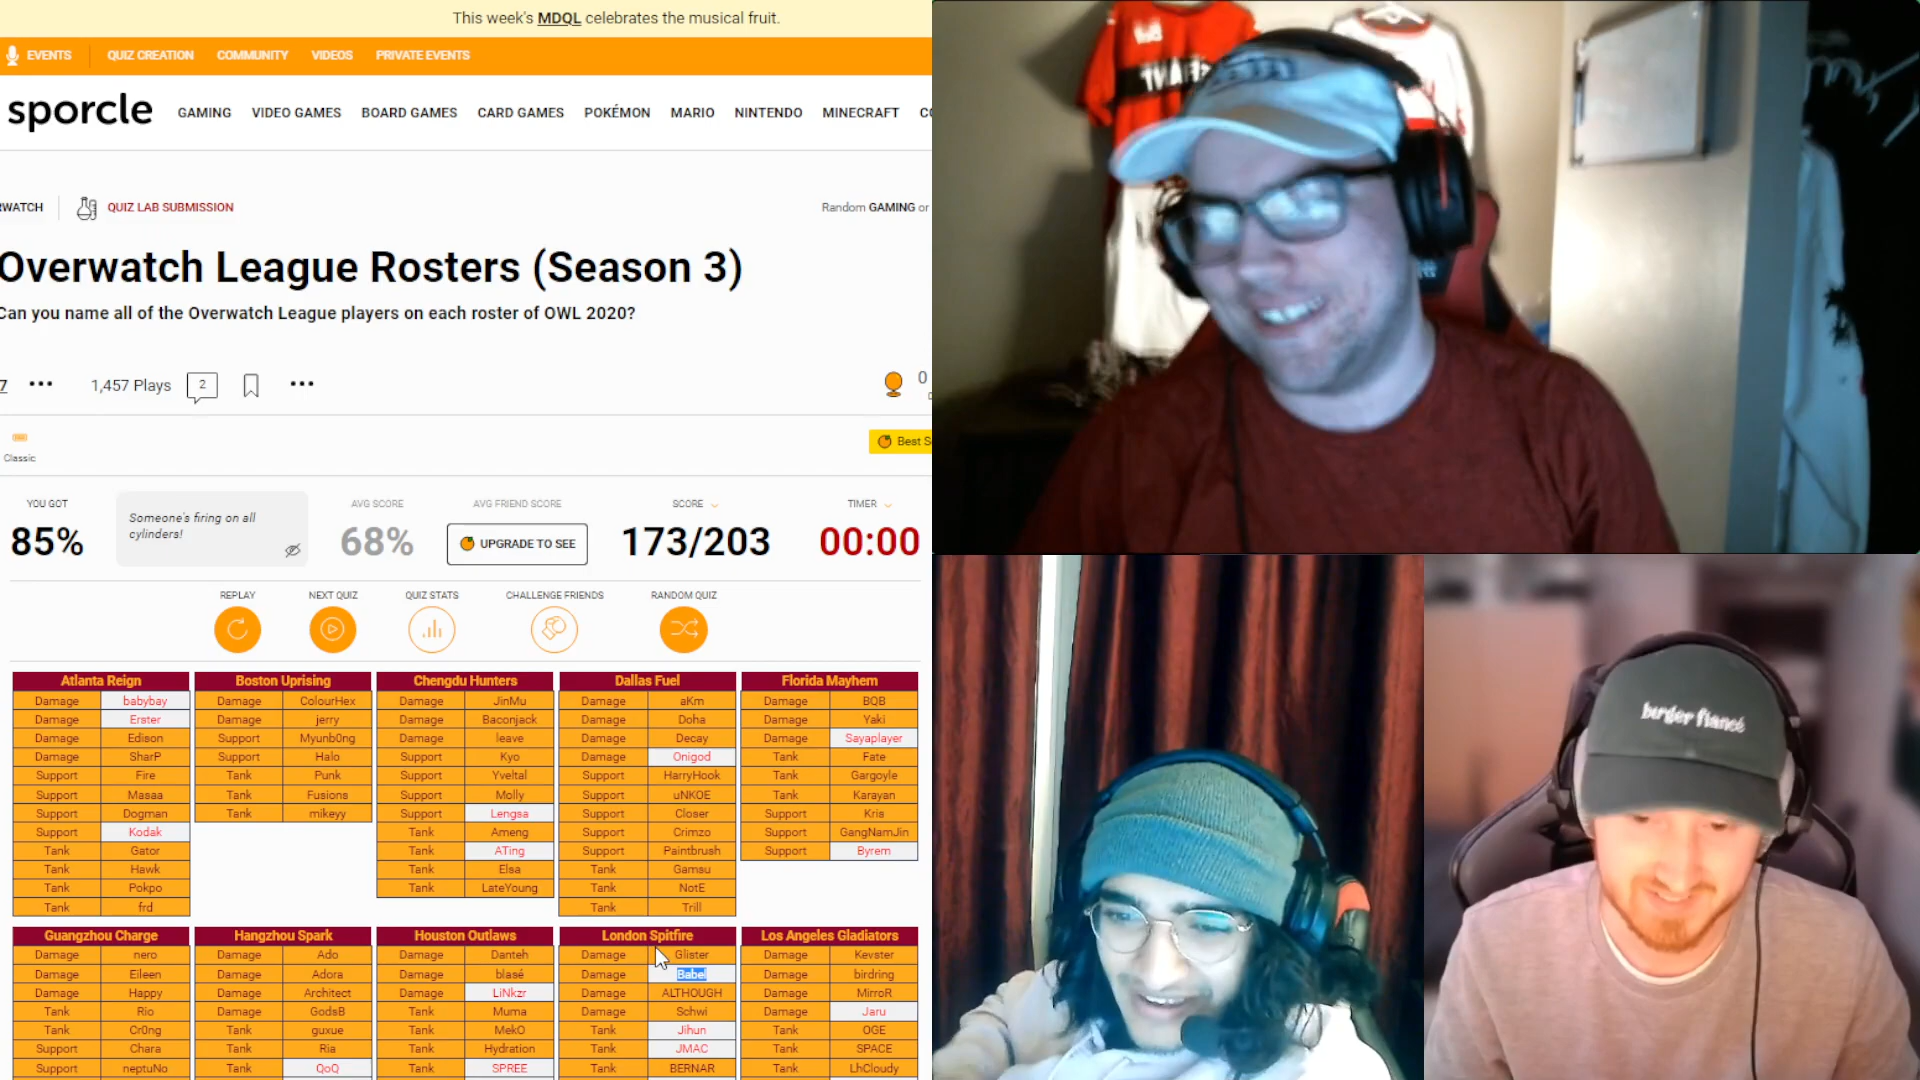 This week's MDQL celebrates the musical fruit.
EVENTS QUIZ CREATION COMMUNITY VIDEOS PRIVATE EVENTS
sporcle GAMING VIDEO GAMES BOARD GAMES CARD GAMES POKÉMON MARIO NINTENDO MINECRAFT
RWATCH QUIZ LAB SUBMISSION Random GAMING or
Overwatch League Rosters (Season 3)
Can you name all of the Overwatch League players on each roster of OWL 2020?
7 ••• 1,457 Plays 2 ••• 0
Classic Best S
YOU GOT AVG SCORE AVG FRIEND SCORE SCORE TIMER
85% Someone's firing on all cylinders! 68% UPGRADE TO SEE 173/203 00:00
REPLAY NEXT QUIZ QUIZ STATS CHALLENGE FRIENDS RANDOM QUIZ
Atlanta Reign Boston Uprising Chengdu Hunters Dallas Fuel Florida Mayhem
Damage babybay Damage ColourHex Damage JinMu Damage aKm Damage BQB
Damage Erster Damage jerry Damage Baconjack Damage Doha Damage Yaki
Damage Edison Support Myunb0ng Damage leave Damage Decay Damage Sayaplayer
Damage SharP Support Halo Support Kyo Damage Onigod Tank Fate
Support Fire Tank Punk Support Yveltal Support HarryHook Tank Gargoyle
Support Masaa Tank Fusions Support Molly Support uNKOE Tank Karayan
Support Dogman Tank mikeyy Support Lengsa Support Closer Support Kris
Support Kodak Tank Ameng Support Crimzo Support GangNamJin
Tank Gator Tank ATing Support Paintbrush Support Byrem
Tank Hawk Tank Elsa Tank Gamsu
Tank Pokpo Tank LateYoung Tank NotE
Tank frd Tank Trill
Guangzhou Charge Hangzhou Spark Houston Outlaws London Spitfire Los Angeles Gladiators
Damage nero Damage Ado Damage Danteh Damage Glister Damage Kevster
Damage Eileen Damage Adora Damage blasé Damage Babel Damage birdring
Damage Happy Damage Architect Damage LiNkzr Damage ALTHOUGH Damage MirroR
Tank Rio Damage GodsB Tank Muma Damage Schwi Damage Jaru
Tank Cr0ng Tank guxue Tank MekO Tank Jihun Tank OGE
Support Chara Tank Ria Tank Hydration Tank JMAC Tank SPACE
Support neptuNo Tank QoQ Tank SPREE Tank BERNAR Tank LhCloudy
burger fiancé